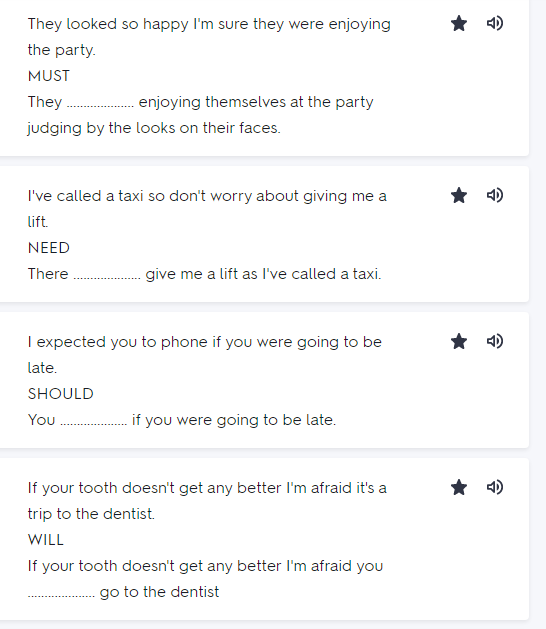 They looked so happy I'm sure they were enjoying
the party.
MUST
They .................... enjoying themselves at the party
judging by the looks on their faces.
I've called a taxi so don't worry about giving me a
lift.
NEED
There .................... give me a lift as I've called a taxi.
I expected you to phone if you were going to be
late.
SHOULD
You .................... if you were going to be late.
If your tooth doesn't get any better I'm afraid it's a
trip to the dentist.
WILL
If your tooth doesn't get any better I'm afraid you
.................... go to the dentist